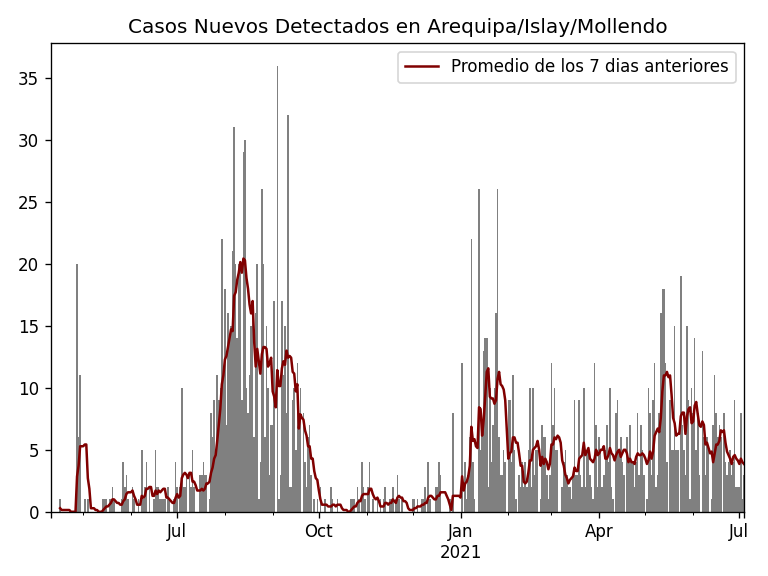 Casos Nuevos Detectados en Arequipa/Islay/Mollendo
Promedio de los 7 dias anteriores
35
30
25
20
15
10
5
0
Jul
Oct
Jan
2021
Apr
Jul